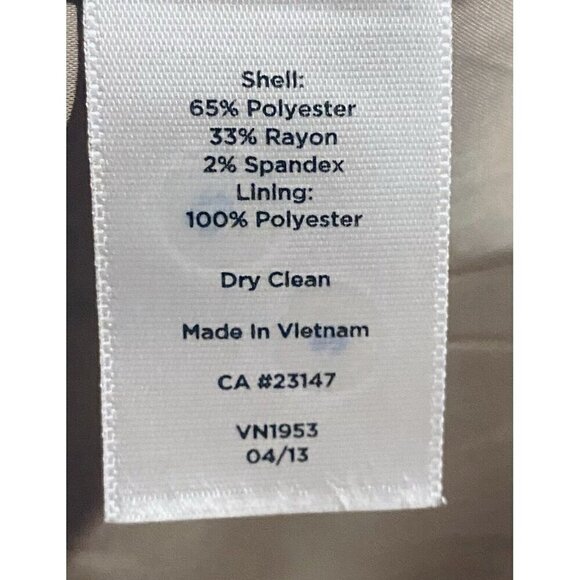 Shell:
65% Polyester
33% Rayon
2% Spandex
Lining:
100% Polyester
Dry Clean
Made In Vietnam
CA #23147
VN1953
04/13